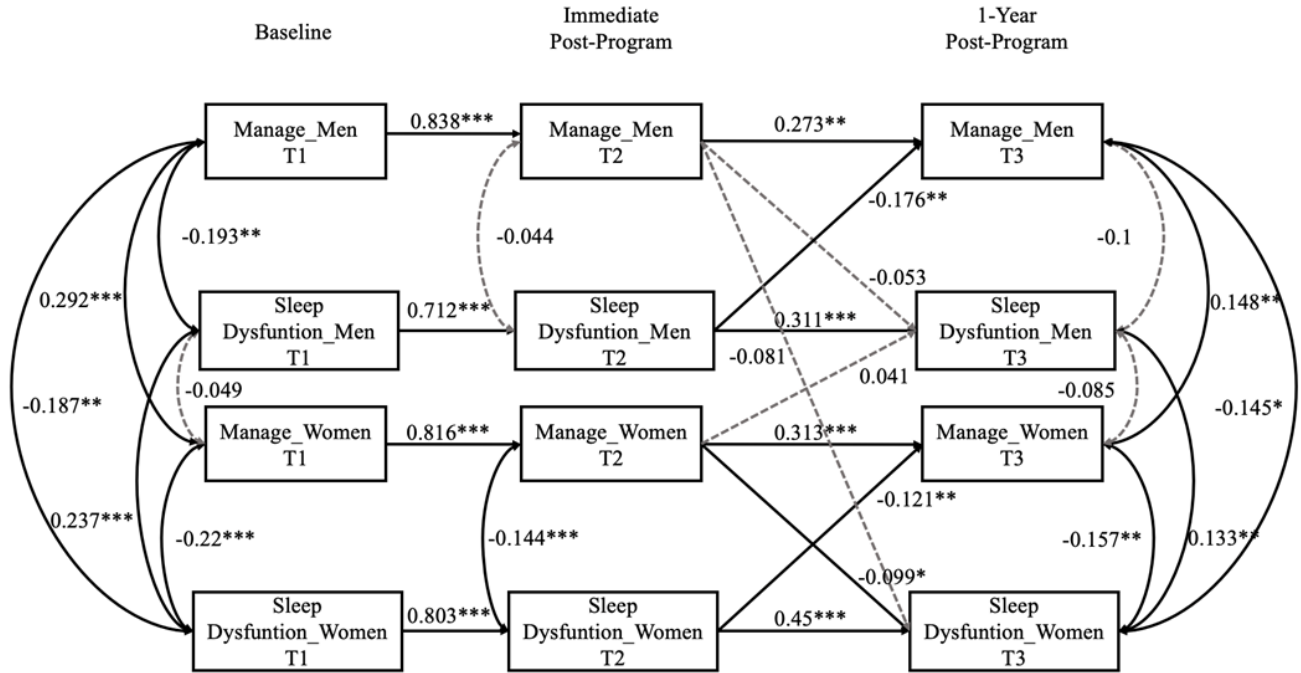 Baseline
Immediate
Post-Program
1-Year
Post-Program
Manage_Men
T1
0.838***
Manage_Men
T2
0.273**
Manage_Men
T3
-0.193**
-0.044
-0.176**
-0.1
0.292***
-0.053
0.148**
Sleep
Dysfuntion_Men
T1
0.712***
Sleep
Dysfuntion_Men
T2
0.311***
Sleep
Dysfuntion_Men
T3
-0.081
0.041
-0.049
-0.085
-0.187**
-0.145*
Manage_Women
T1
0.816***
Manage_Women
T2
0.313***
Manage_Women
T3
-0.121**
0.237***
-0.22***
-0.144***
-0.157**
0.133**
-0.099*
Sleep
Dysfuntion_Women
T1
0.803***
Sleep
Dysfuntion_Women
T2
0.45***
Sleep
Dysfuntion_Women
T3